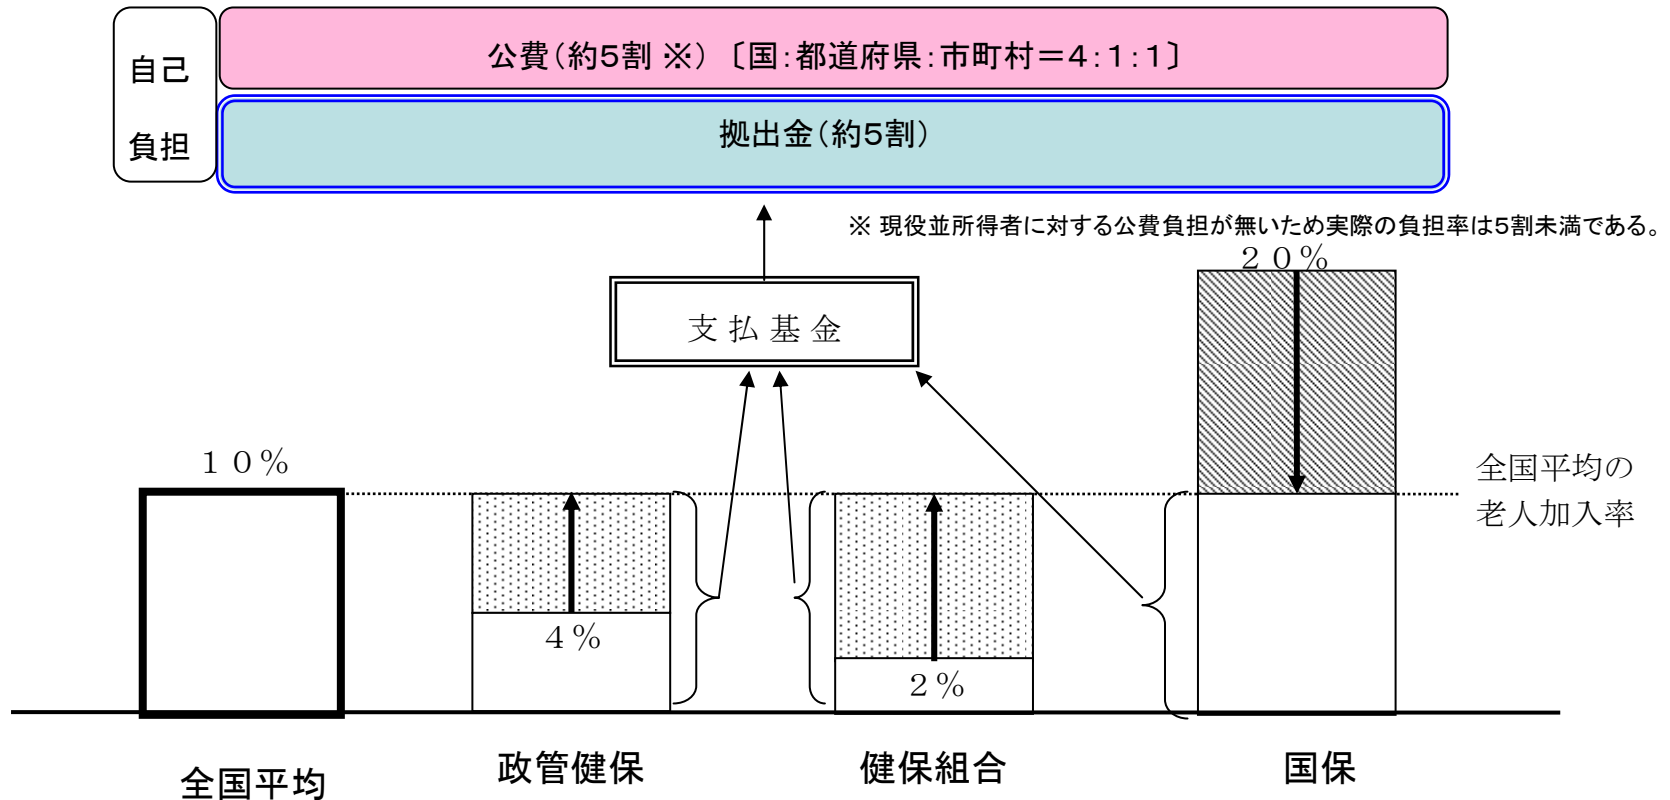 自己
負担
公費（約5割 ※）〔国：都道府県：市町村＝4：1：1〕
拠出金（約5割）
※ 現役並所得者に対する公費負担が無いため実際の負担率は5割未満である。
２０％
支払基金
１０％
全国平均の
老人加入率
４％
２％
全国平均
政管健保
健保組合
国保